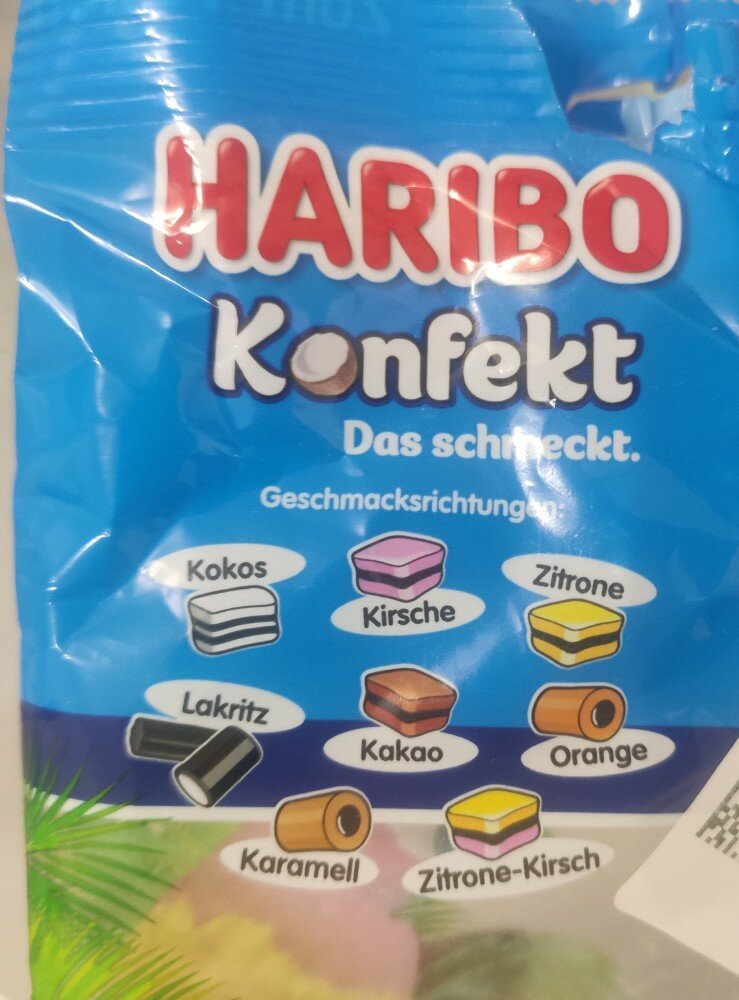 HARIBO
Konfekt
Das schmeckt.
Geschmacksrichtungen:
Kokos
Kirsche
Zitrone
Lakritz
Kakao
Orange
Karamell
Zitrone-Kirsch